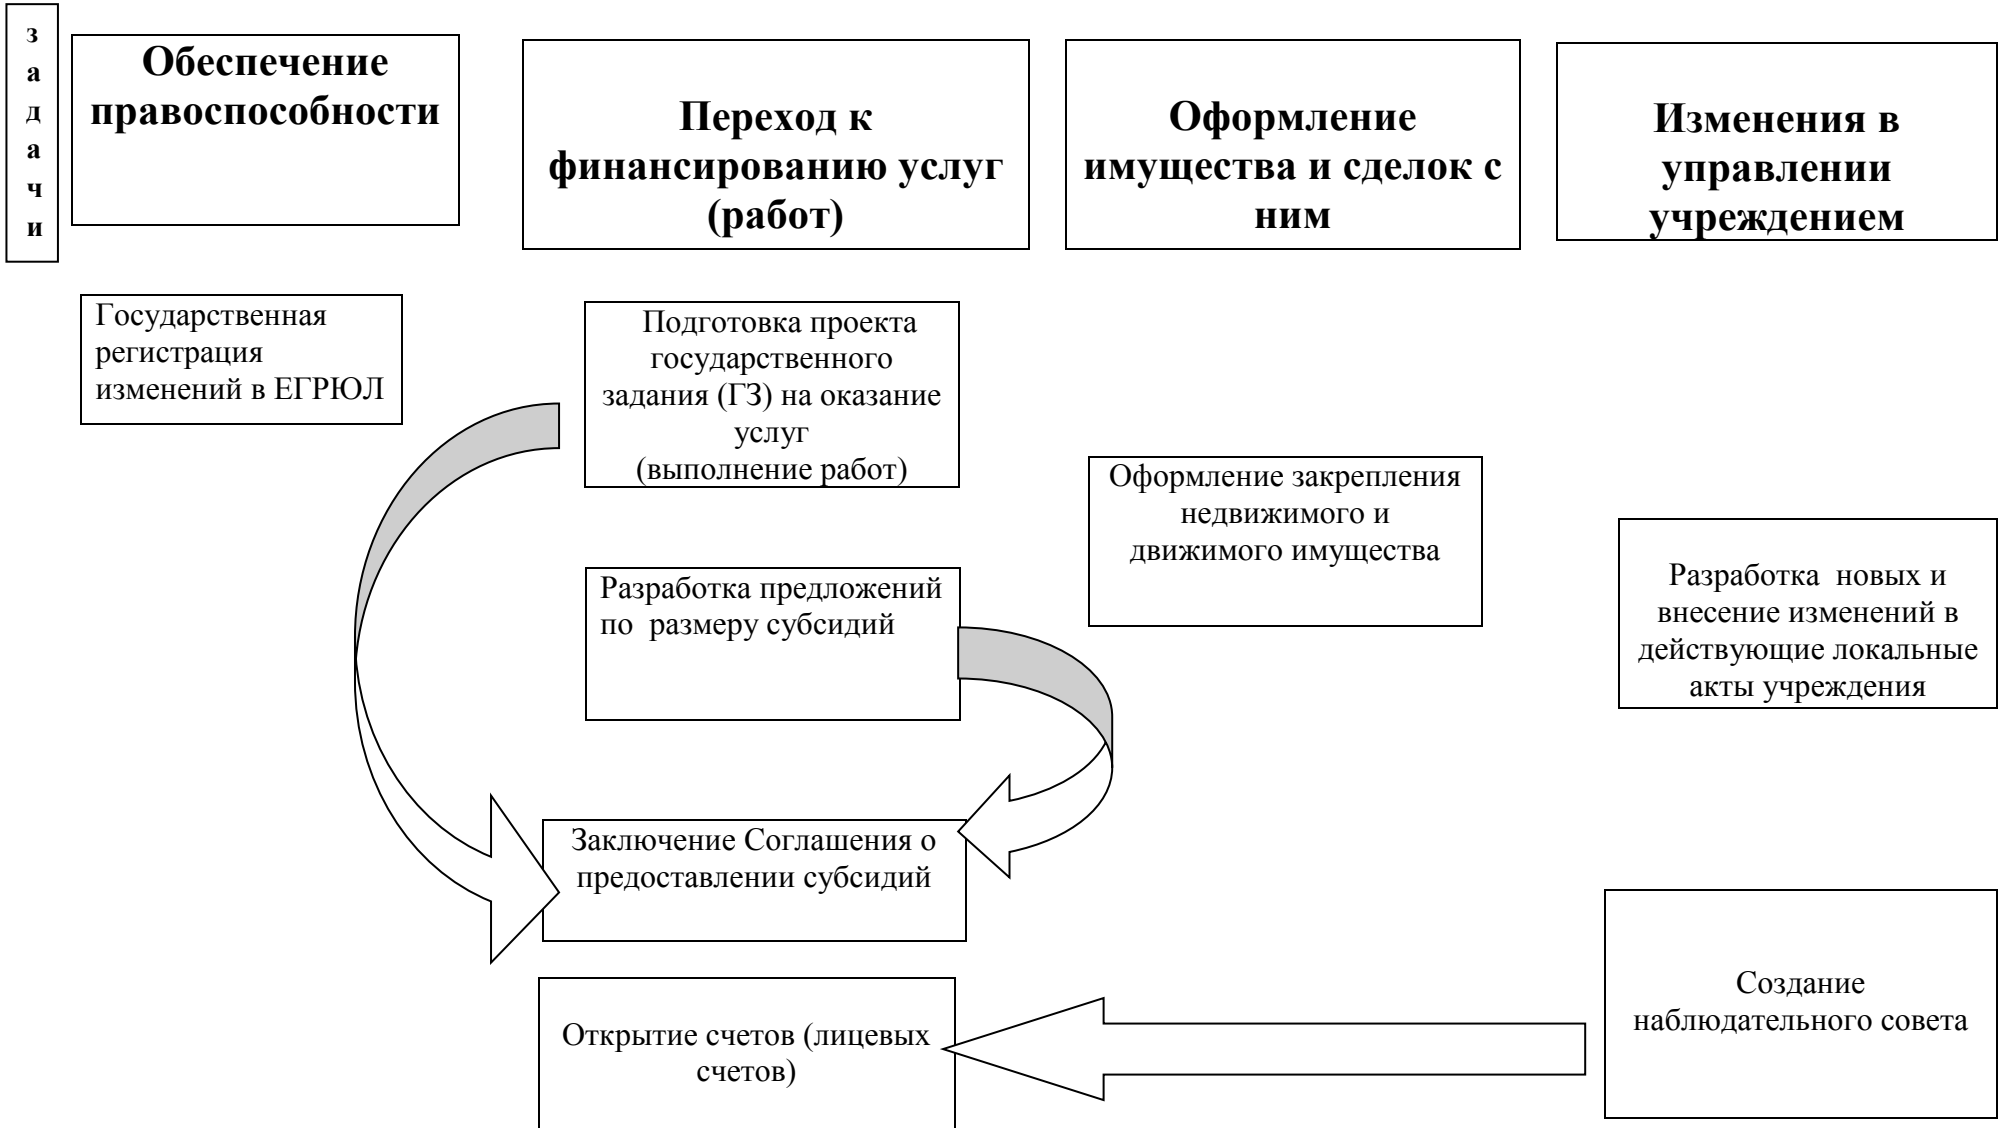 з
а
д
а
ч
и
Обеспечение
правоспособности
Переход к
финансированию услуг
(работ)
Оформление
имущества и сделок с
ним
Изменения в
управлении
учреждением
Государственная
регистрация
изменений в ЕГРЮЛ
Подготовка проекта
государственного
задания (ГЗ) на оказание
услуг
(выполнение работ)
Оформление закрепления
недвижимого и
движимого имущества
Разработка новых и
внесение изменений в
действующие локальные
акты учреждения
Разработка предложений
по размеру субсидий
Заключение Соглашения о
предоставлении субсидий
Создание
наблюдательного совета
Открытие счетов (лицевых
счетов)